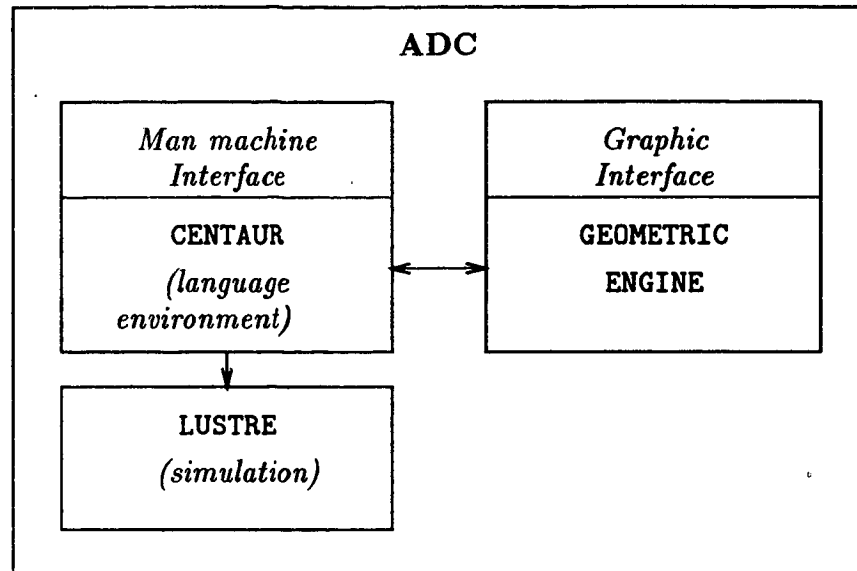 ADC
Man machine
Interface
CENTAUR
(language
environment)
Graphic
Interface
GEOMETRIC
ENGINE
LUSTRE
(simulation)